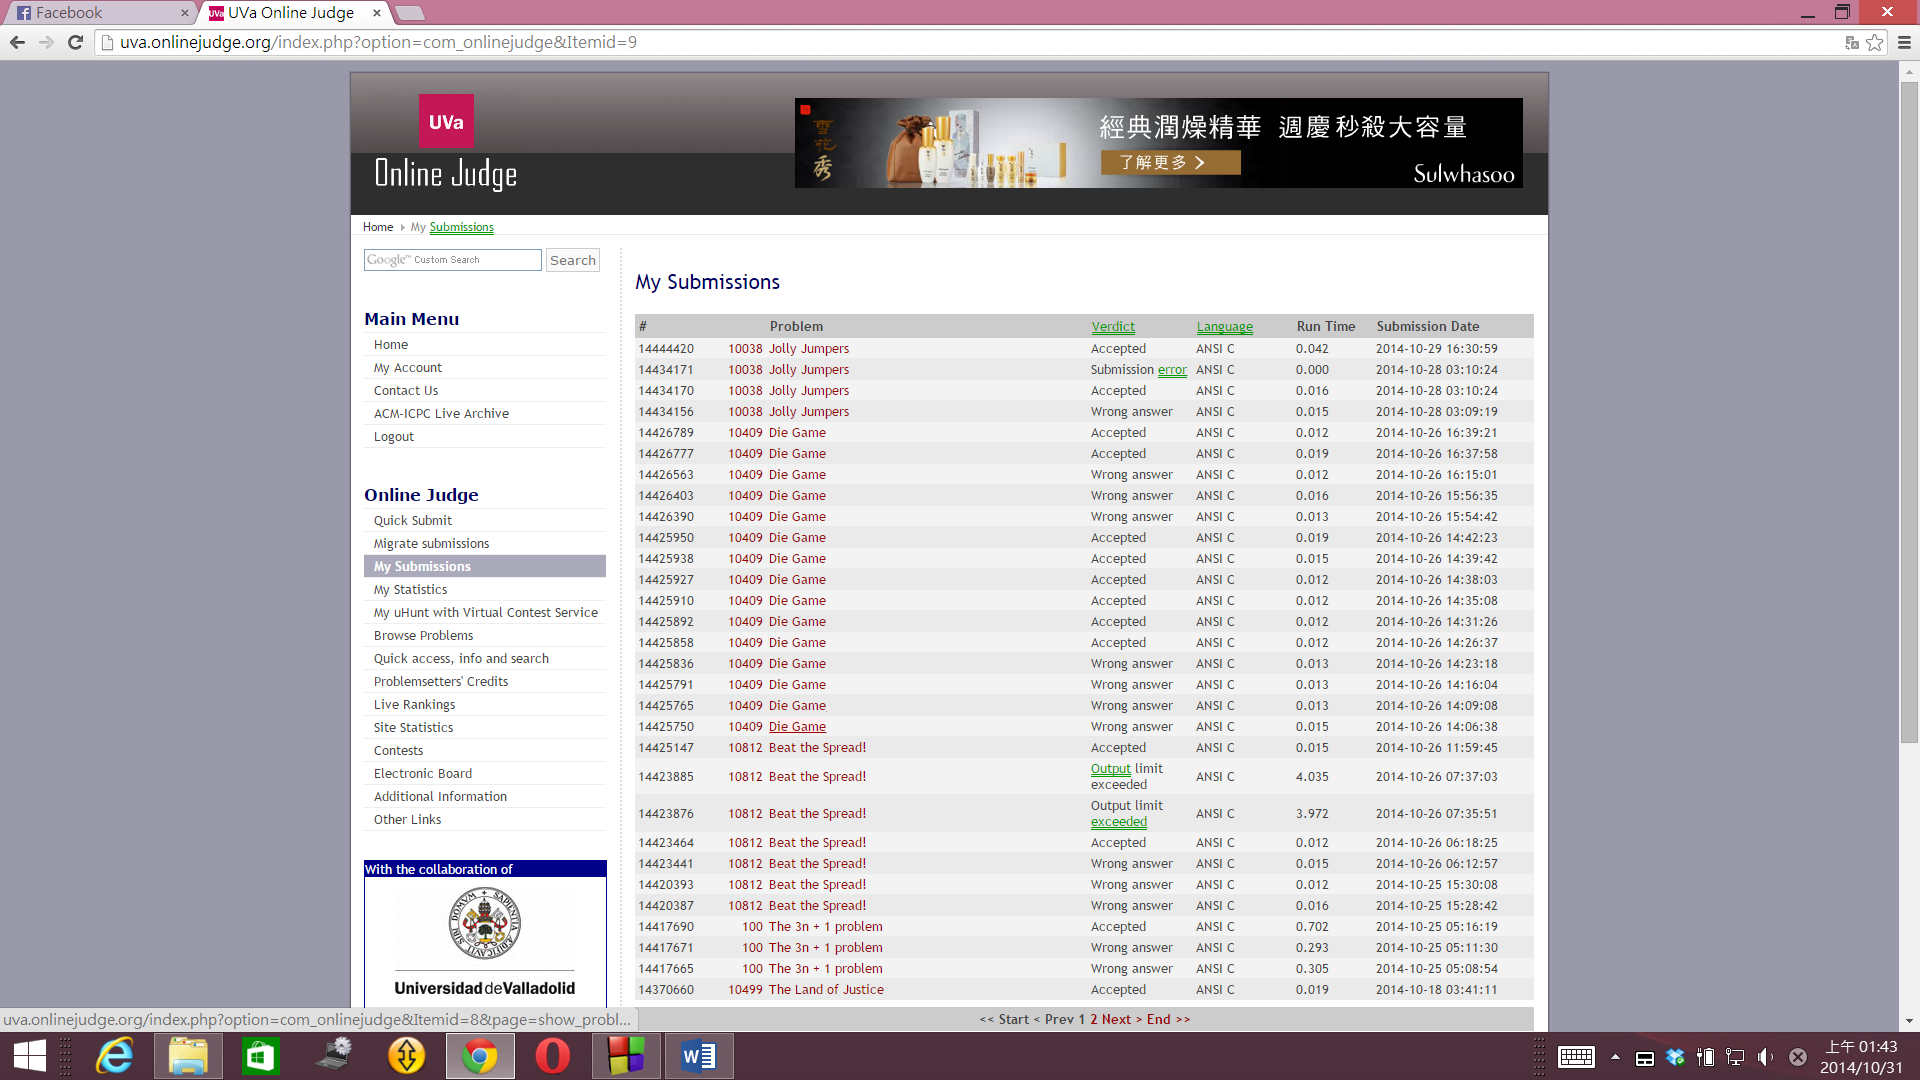 Facebook
UVa Online Judge
uva.onlinejudge.org/index.php?option=com_onlinejudge&Itemid=9
UVa
Online Judge
雪花秀
經典潤燥精華 週慶秒殺大容量
了解更多 >
Sulwhasoo
Home My Submissions
Google™ Custom Search Search
Main Menu
Home
My Account
Contact Us
ACM-ICPC Live Archive
Logout
Online Judge
Quick Submit
Migrate submissions
My Submissions
My Statistics
My uHunt with Virtual Contest Service
Browse Problems
Quick access, info and search
Problemsetters' Credits
Live Rankings
Site Statistics
Contests
Electronic Board
Additional Information
Other Links
With the collaboration of
Universidad de Valladolid
My Submissions
# Problem Verdict Language Run Time Submission Date
14444420 10038 Jolly Jumpers Accepted ANSI C 0.042 2014-10-29 16:30:59
14434171 10038 Jolly Jumpers Submission error ANSI C 0.000 2014-10-28 03:10:24
14434170 10038 Jolly Jumpers Accepted ANSI C 0.016 2014-10-28 03:10:24
14434156 10038 Jolly Jumpers Wrong answer ANSI C 0.015 2014-10-28 03:09:19
14426789 10409 Die Game Accepted ANSI C 0.012 2014-10-26 16:39:21
14426777 10409 Die Game Accepted ANSI C 0.019 2014-10-26 16:37:58
14426563 10409 Die Game Wrong answer ANSI C 0.012 2014-10-26 16:15:01
14426403 10409 Die Game Wrong answer ANSI C 0.016 2014-10-26 15:56:35
14426390 10409 Die Game Wrong answer ANSI C 0.013 2014-10-26 15:54:42
14425950 10409 Die Game Accepted ANSI C 0.019 2014-10-26 14:42:23
14425938 10409 Die Game Accepted ANSI C 0.015 2014-10-26 14:39:42
14425927 10409 Die Game Accepted ANSI C 0.012 2014-10-26 14:38:03
14425910 10409 Die Game Accepted ANSI C 0.012 2014-10-26 14:35:08
14425892 10409 Die Game Accepted ANSI C 0.012 2014-10-26 14:31:26
14425858 10409 Die Game Accepted ANSI C 0.012 2014-10-26 14:26:37
14425836 10409 Die Game Wrong answer ANSI C 0.013 2014-10-26 14:23:18
14425791 10409 Die Game Wrong answer ANSI C 0.013 2014-10-26 14:16:04
14425765 10409 Die Game Wrong answer ANSI C 0.013 2014-10-26 14:09:08
14425750 10409 Die Game Wrong answer ANSI C 0.015 2014-10-26 14:06:38
14425147 10812 Beat the Spread! Accepted ANSI C 0.015 2014-10-26 11:59:45
14423885 10812 Beat the Spread! Output limit exceeded ANSI C 4.035 2014-10-26 07:37:03
14423876 10812 Beat the Spread! Output limit exceeded ANSI C 3.972 2014-10-26 07:35:51
14423464 10812 Beat the Spread! Accepted ANSI C 0.012 2014-10-26 06:18:25
14423441 10812 Beat the Spread! Wrong answer ANSI C 0.015 2014-10-26 06:12:57
14420393 10812 Beat the Spread! Wrong answer ANSI C 0.012 2014-10-25 15:30:08
14420387 10812 Beat the Spread! Wrong answer ANSI C 0.016 2014-10-25 15:28:42
14417690 100 The 3n + 1 problem Accepted ANSI C 0.702 2014-10-25 05:16:19
14417671 100 The 3n + 1 problem Wrong answer ANSI C 0.293 2014-10-25 05:11:30
14417665 100 The 3n + 1 problem Wrong answer ANSI C 0.305 2014-10-25 05:08:54
14370660 10499 The Land of Justice Accepted ANSI C 0.019 2014-10-18 03:41:11
<< Start < Prev 1 2 Next > End >>
uva.onlinejudge.org/index.php?option=com_onlinejudge&Itemid=8&page=show_probl...
上午 01:43
2014/10/31